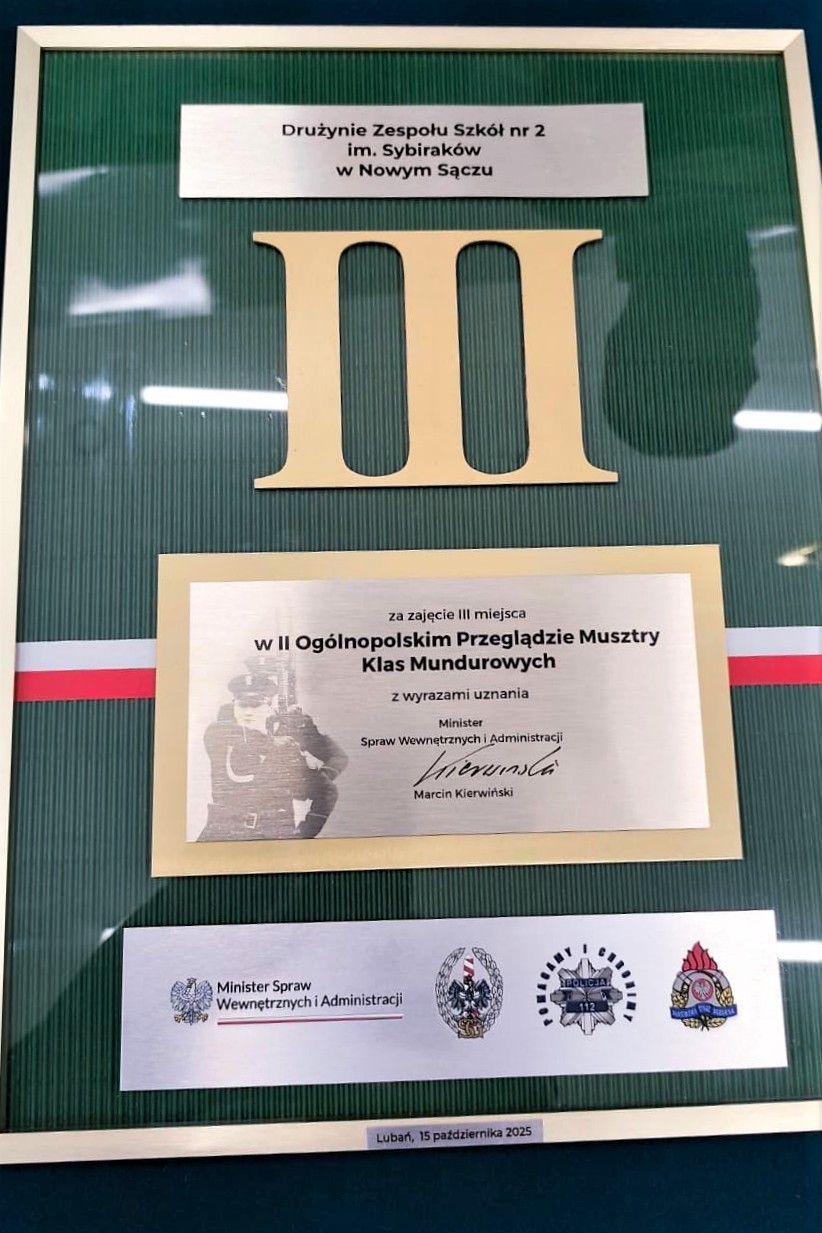 Drużynie Zespołu Szkół nr 2
im. Sybiraków
w Nowym Sączu
III
za zajęcie III miejsca
w II Ogólnopolskim Przeglądzie Musztry
Klas Mundurowych
z wyrazami uznania
Minister
Spraw Wewnętrznych i Administracji
Kierwiński
Marcin Kierwiński
Minister Spraw
Wewnętrznych i Administracji
SG
POMAGAMY I CHRONIMY
POLICJA
112
Lubań, 15 października 2025